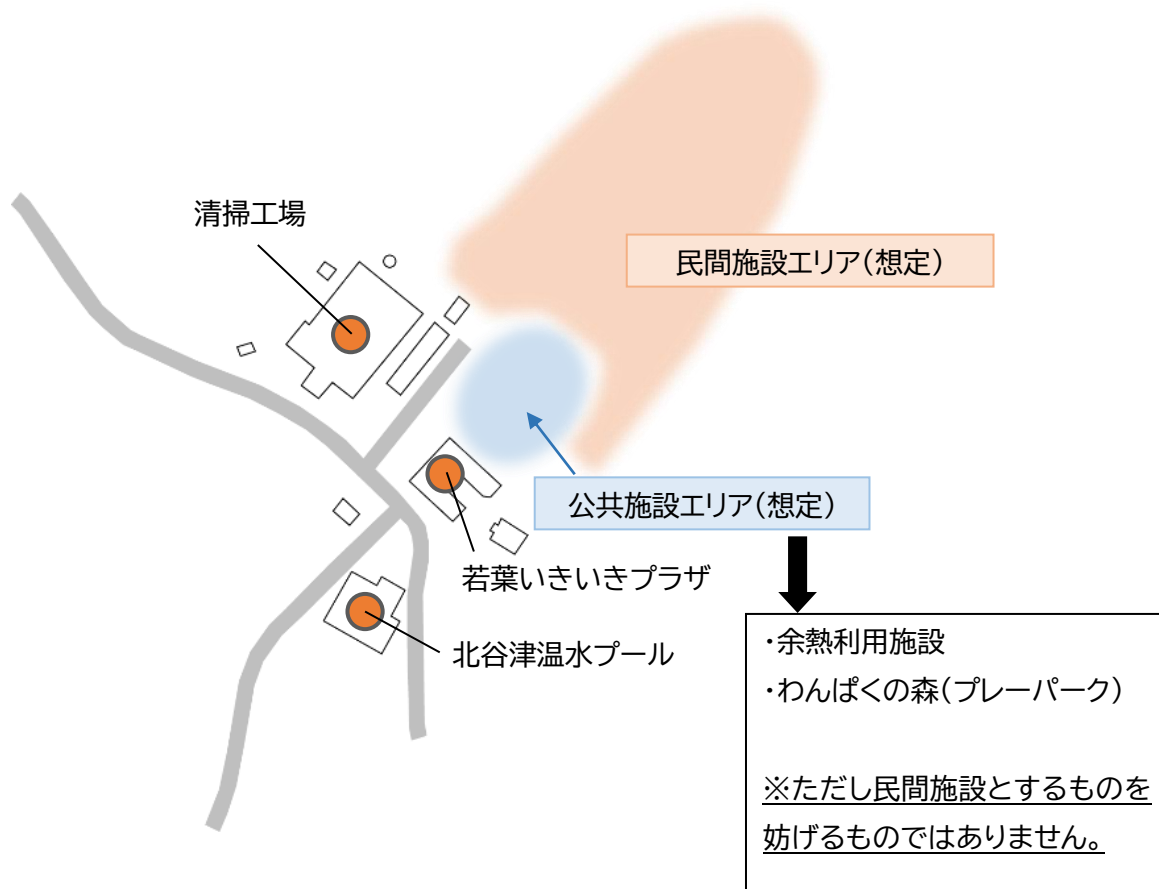 清掃工場
民間施設エリア（想定）
公共施設エリア（想定）
若葉いきいきプラザ
北谷津温水プール
・余熱利用施設
・わんぱくの森（プレーパーク）
※ただし民間施設とするものを
妨げるものではありません。